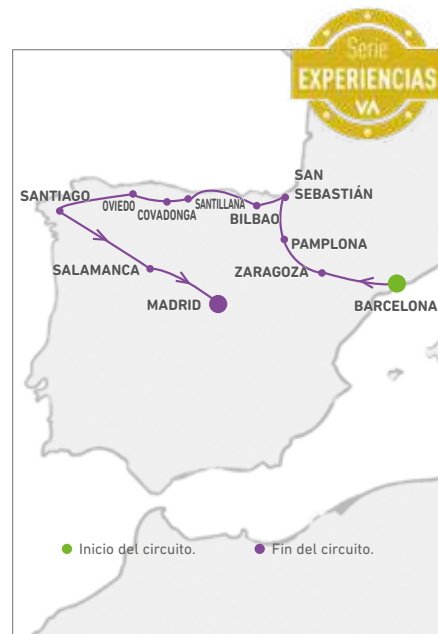 Serie
EXPERIENCIAS
VA
SANTIAGO
OVIEDO
COVADONGA
SANTILLANA
BILBAO
SAN
SEBASTIÁN
PAMPLONA
ZARAGOZA
BARCELONA
SALAMANCA
MADRID
Inicio del circuito.
Fin del circuito.